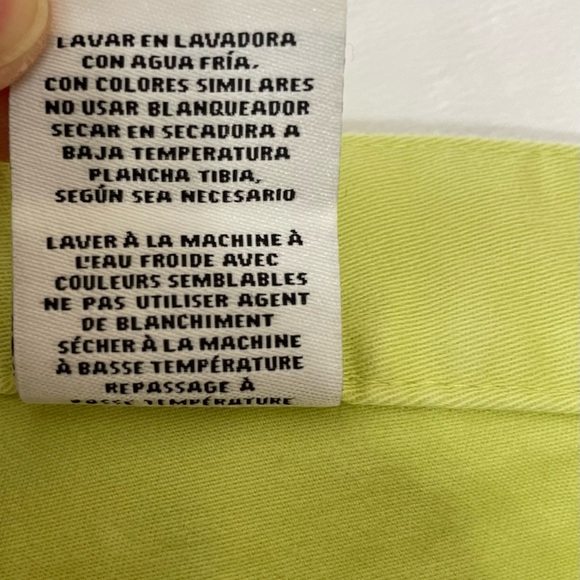 LAVAR EN LAVADORA
CON AGUA FRÍA.
CON COLORES SIMILARES
NO USAR BLANQUEADOR
SECAR EN SECADORA A
BAJA TEMPERATURA
PLANCHA TIBIA,
SEGÚN SEA NECESARIO
LAVER À LA MACHINE À
L'EAU FROIDE AVEC
COULEURS SEMBLABLES
NE PAS UTILISER AGENT
DE BLANCHIMENT
SÉCHER À LA MACHINE
À BASSE TEMPÉRATURE
REPASSAGE À
BASSE TEMPÉRATURE